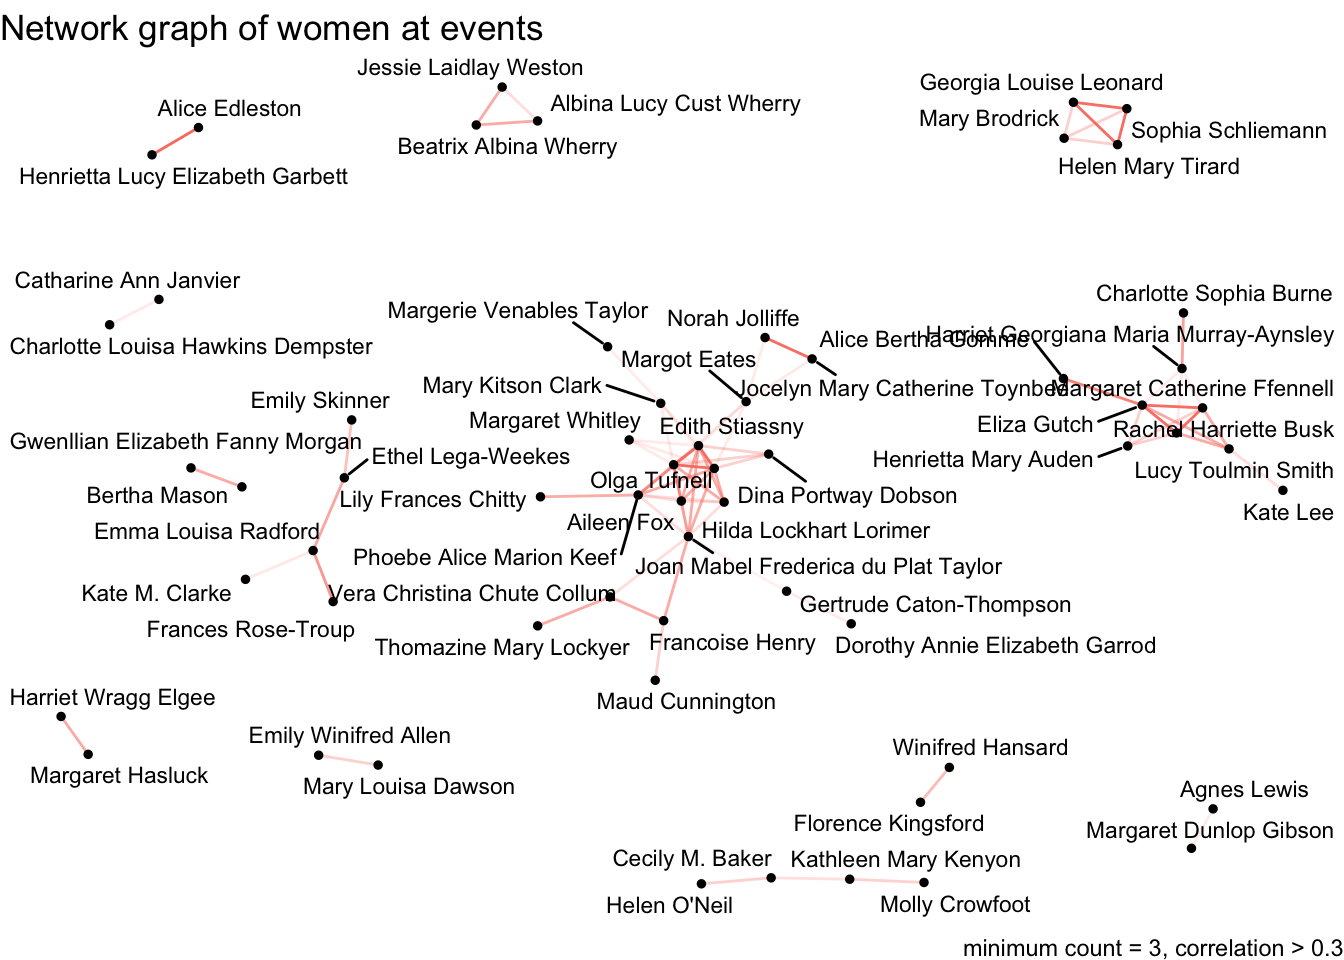 Network graph of women at events
Jessie Laidlay Weston
Georgia Louise Leonard
Alice Edleston
Albina Lucy Cust Wherry
Mary Brodrick
Sophia Schliemann
Beatrix Albina Wherry
Helen Mary Tirard
Henrietta Lucy Elizabeth Garbett
Catharine Ann Janvier
Charlotte Sophia Burne
Margerie Venables Taylor
Norah Jolliffe
Alice Bertha Gomme
Harriet Georgiana Maria Murray-Aynsley
Charlotte Louisa Hawkins Dempster
Margot Eates
Mary Kitson Clark
Jocelyn Mary Catherine Toynbee
Margaret Catherine Ffennell
Emily Skinner
Margaret Whitley
Edith Stiassny
Eliza Gutch
Rachel Harriette Busk
Gwenllian Elizabeth Fanny Morgan
Ethel Lega-Weekes
Henrietta Mary Auden
Lucy Toulmin Smith
Olga Tufnell
Bertha Mason
Lily Frances Chitty
Dina Portway Dobson
Kate Lee
Emma Louisa Radford
Aileen Fox
Hilda Lockhart Lorimer
Phoebe Alice Marion Keef
Joan Mabel Frederica du Plat Taylor
Kate M. Clarke
Vera Christina Chute Collum
Gertrude Caton-Thompson
Frances Rose-Troup
Thomazine Mary Lockyer
Francoise Henry
Dorothy Annie Elizabeth Garrod
Harriet Wragg Elgee
Maud Cunnington
Emily Winifred Allen
Winifred Hansard
Margaret Hasluck
Mary Louisa Dawson
Agnes Lewis
Florence Kingsford
Margaret Dunlop Gibson
Cecily M. Baker
Kathleen Mary Kenyon
Helen O'Neil
Molly Crowfoot
minimum count = 3, correlation > 0.3